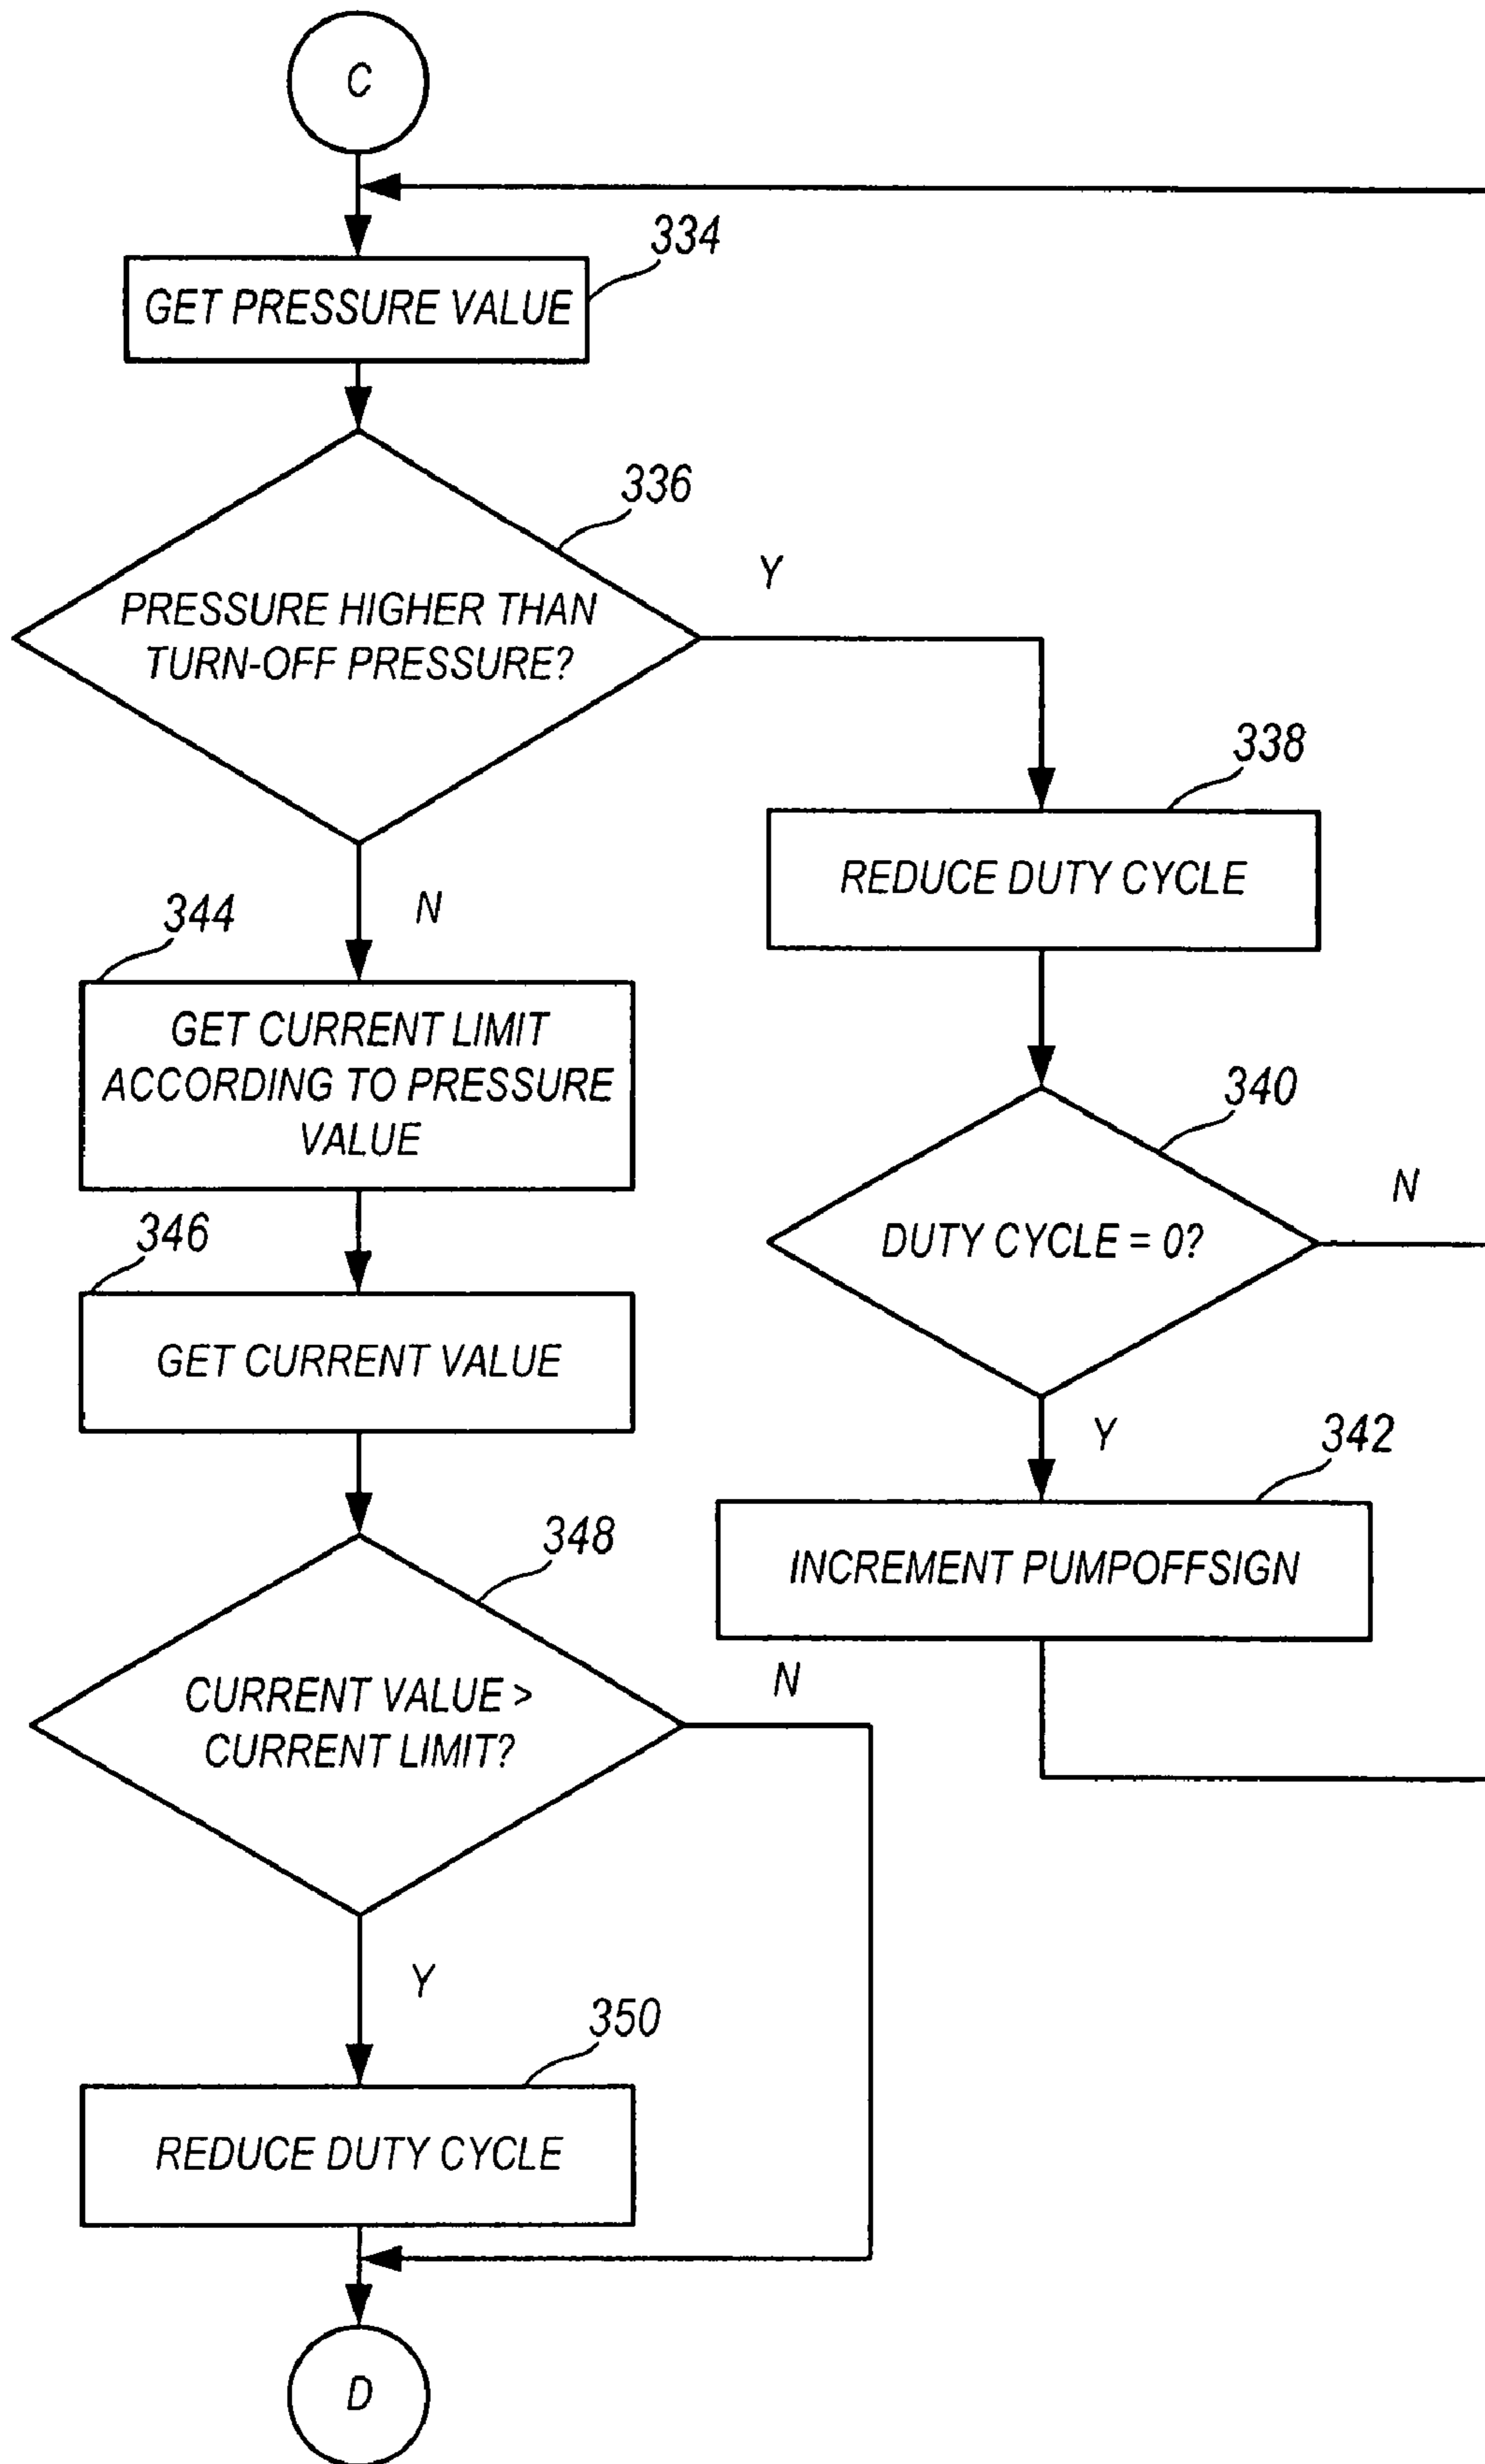 C
334
GET PRESSURE VALUE
336
Y
PRESSURE HIGHER THAN
TURN-OFF PRESSURE?
338
REDUCE DUTY CYCLE
N
344
GET CURRENT LIMIT
ACCORDING TO PRESSURE
VALUE
340
N
DUTY CYCLE = 0?
346
GET CURRENT VALUE
Y
342
INCREMENT PUMPOFFSIGN
348
N
CURRENT VALUE >
CURRENT LIMIT?
Y
350
REDUCE DUTY CYCLE
D